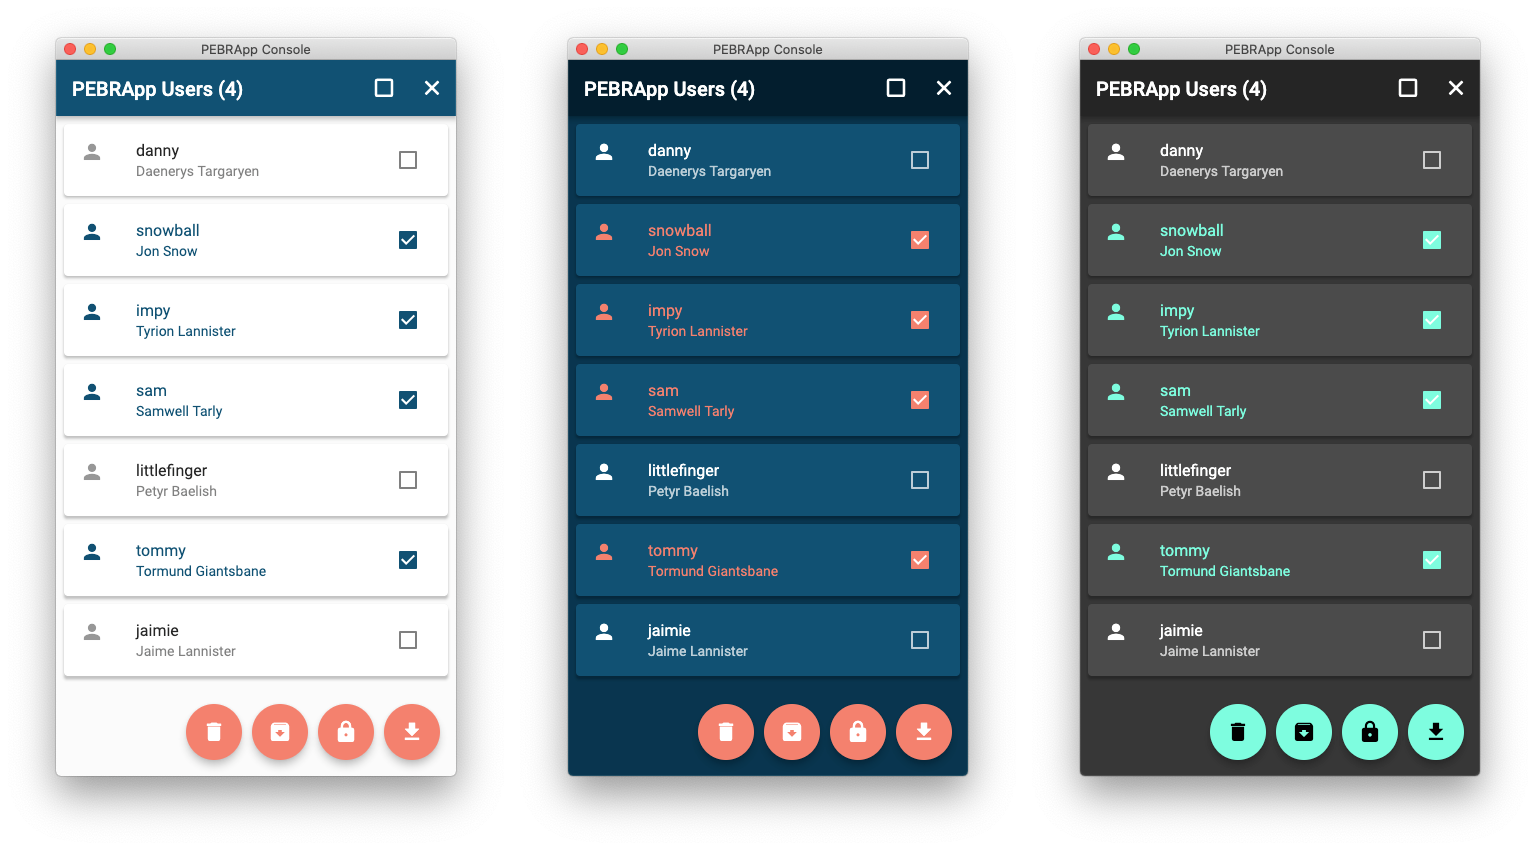 PEBRApp Console
PEBRApp Users (4)
danny
Daenerys Targaryen
snowball
Jon Snow
impy
Tyrion Lannister
sam
Samwell Tarly
littlefinger
Petyr Baelish
tommy
Tormund Giantsbane
jaimie
Jaime Lannister
PEBRApp Console
PEBRApp Users (4)
danny
Daenerys Targaryen
snowball
Jon Snow
impy
Tyrion Lannister
sam
Samwell Tarly
littlefinger
Petyr Baelish
tommy
Tormund Giantsbane
jaimie
Jaime Lannister
PEBRApp Console
PEBRApp Users (4)
danny
Daenerys Targaryen
snowball
Jon Snow
impy
Tyrion Lannister
sam
Samwell Tarly
littlefinger
Petyr Baelish
tommy
Tormund Giantsbane
jaimie
Jaime Lannister